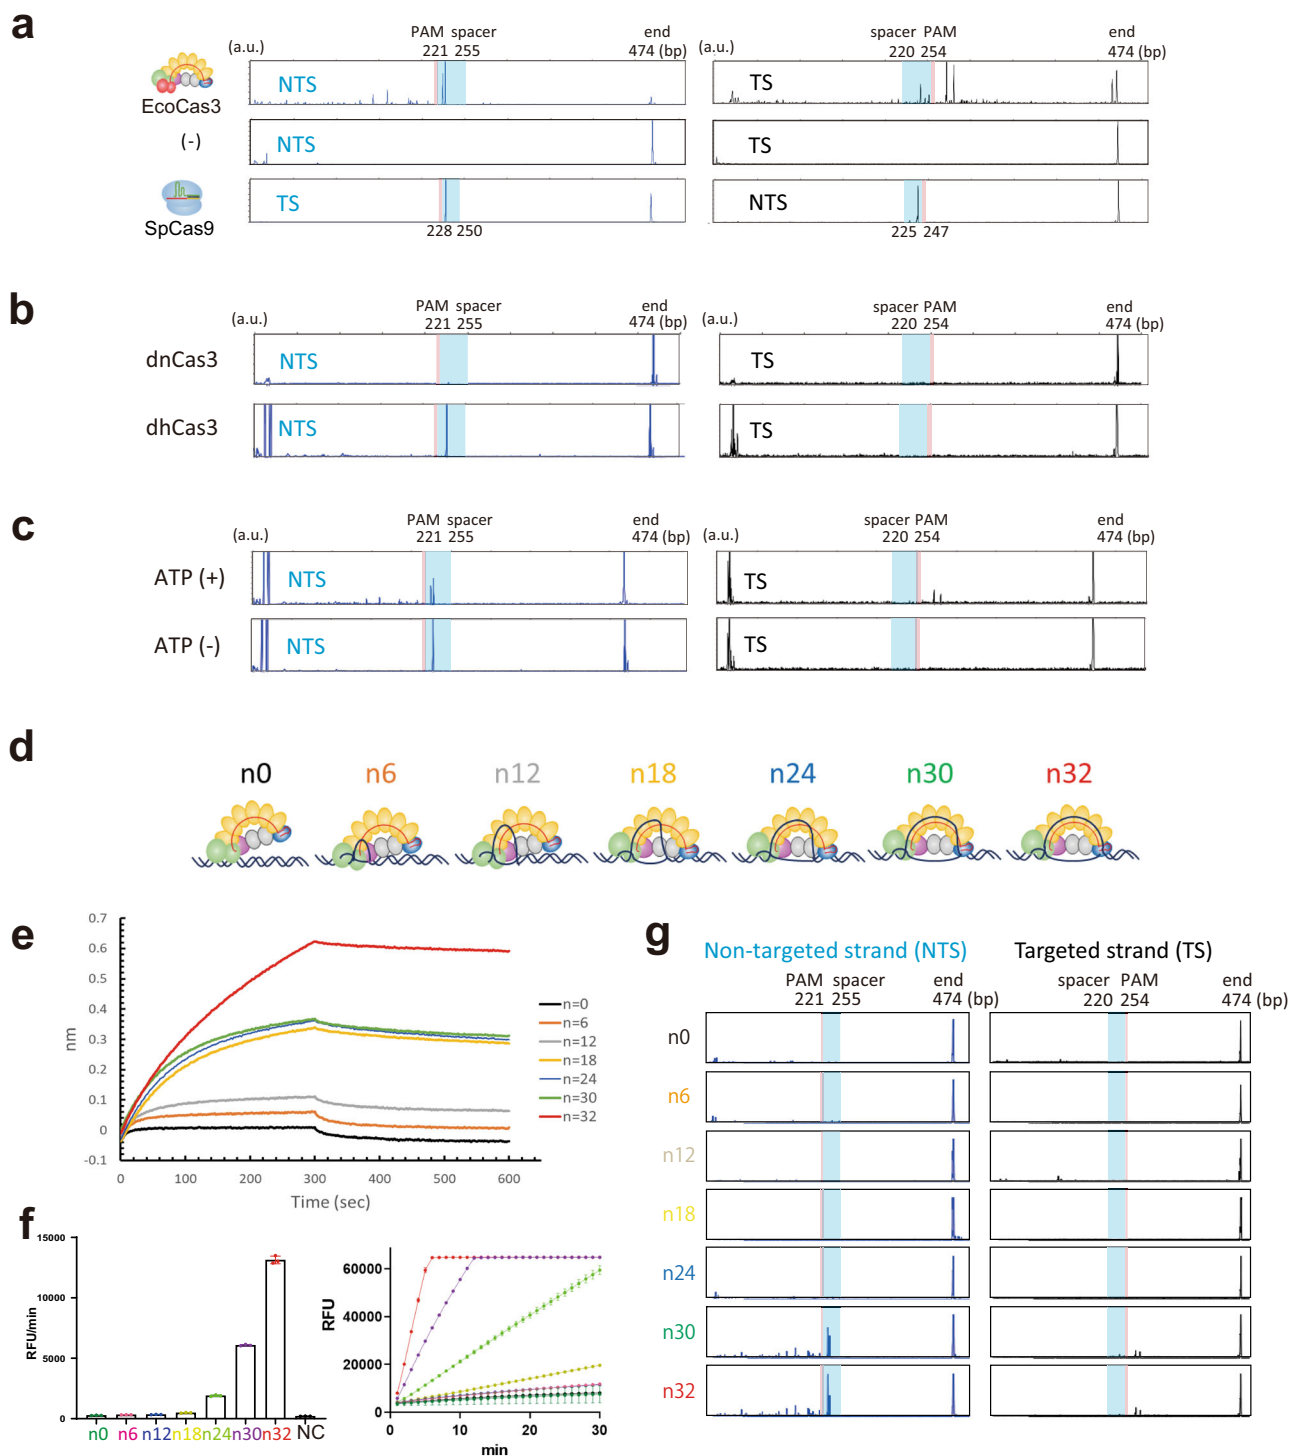 a
PAM spacer end
(a.u.) 221 255 474 (bp)
spacer PAM end
(a.u.) 220 254 474 (bp)
EcoCas3
NTS
TS
(-)
NTS
TS
SpCas9
TS
NTS
228 250
225 247
b
PAM spacer end
(a.u.) 221 255 474 (bp)
spacer PAM end
(a.u.) 220 254 474 (bp)
dnCas3
NTS
TS
dhCas3
NTS
TS
c
PAM spacer end
(a.u.) 221 255 474 (bp)
spacer PAM end
(a.u.) 220 254 474 (bp)
ATP (+)
NTS
TS
ATP (-)
NTS
TS
d
n0 n6 n12 n18 n24 n30 n32
e
nm
0.7
0.6
0.5
0.4
0.3
0.2
0.1
0
-0.1
0 100 200 300 400 500 600
Time (sec)
n=0
n=6
n=12
n=18
n=24
n=30
n=32
f
RFU/min
15000
10000
5000
0
n0 n6 n12 n18 n24 n30 n32 NC
RFU
60000
40000
20000
0
0 10 20 30
min
g
Non-targeted strand (NTS)
Targeted strand (TS)
PAM spacer end
221 255 474 (bp)
spacer PAM end
220 254 474 (bp)
n0
n6
n12
n18
n24
n30
n32